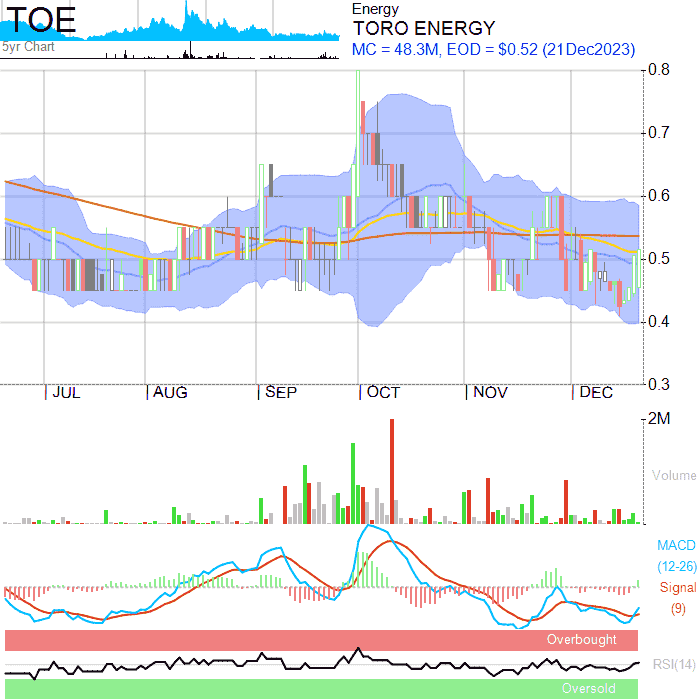 TOE
5yr Chart
Energy
TORO ENERGY
MC = 48.3M, EOD = $0.52 (21Dec2023)
0.8
0.7
0.6
0.5
0.4
0.3
JUL AUG SEP OCT NOV DEC
2M
Volume
MACD
(12-26)
Signal
(9)
Overbought
RSI(14)
Oversold